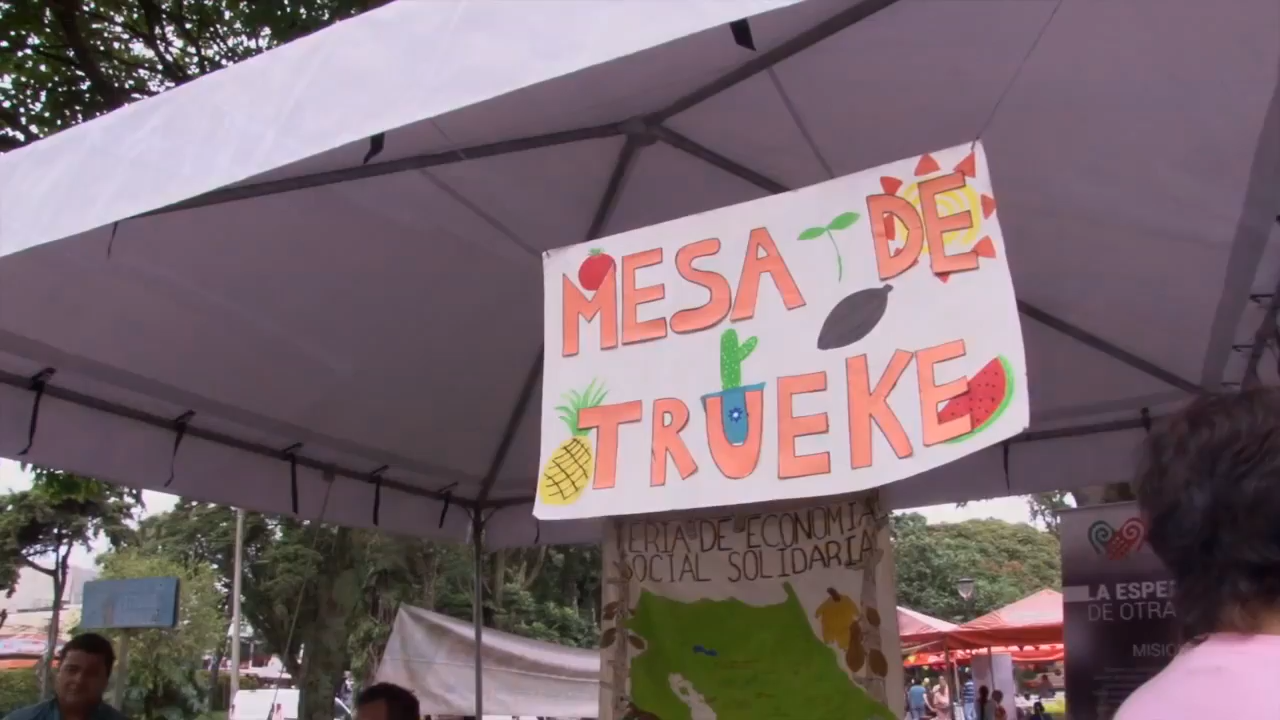 MESA DE
TRUEKE
FERIA DE ECONOMIA
SOCIAL SOLIDARIA
LA ESPE
DE OTRA
MISIO